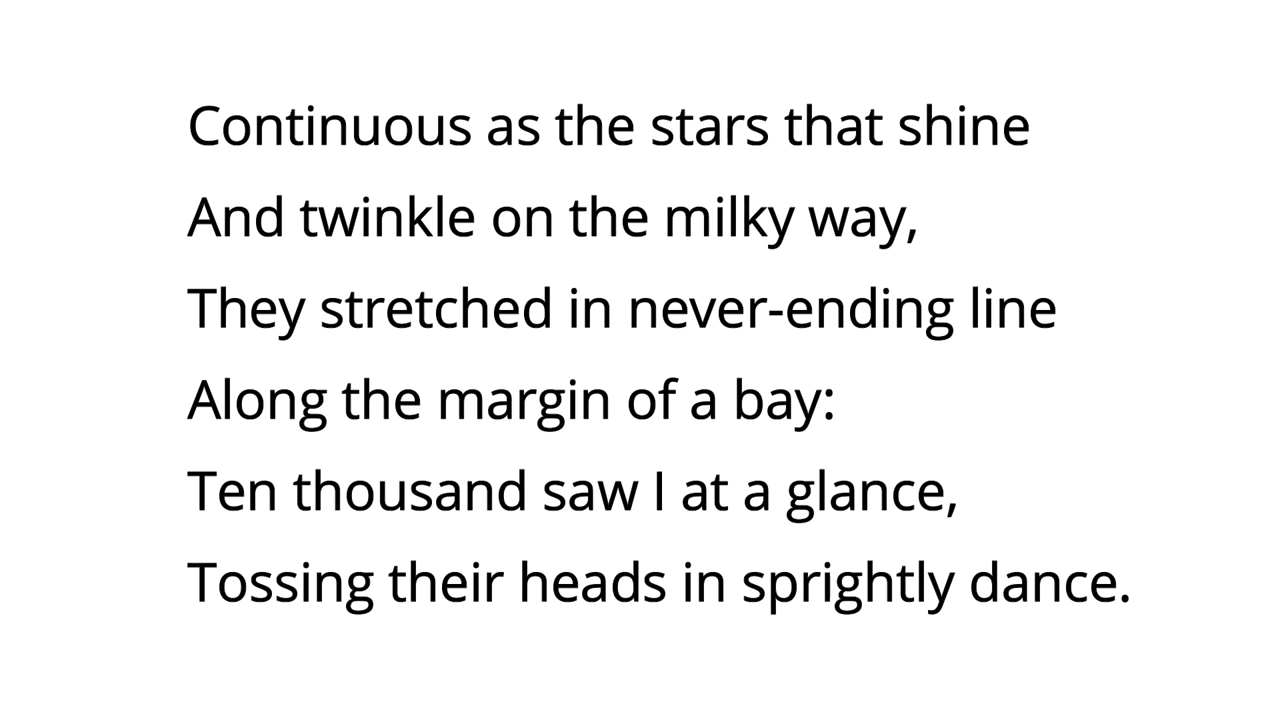 Continuous as the stars that shine
And twinkle on the milky way,
They stretched in never-ending line
Along the margin of a bay:
Ten thousand saw I at a glance,
Tossing their heads in sprightly dance.